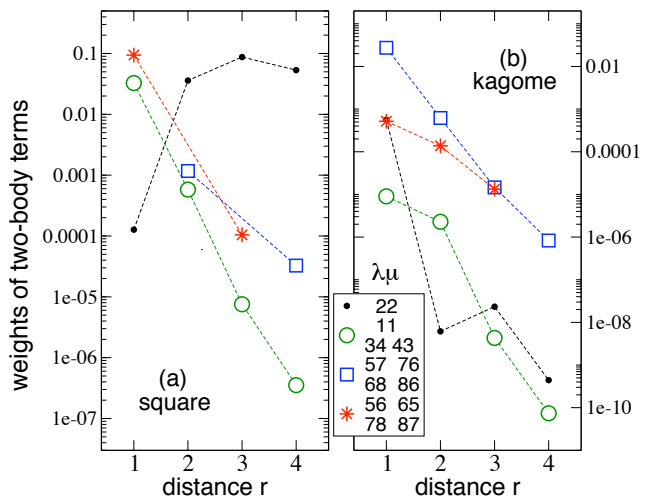 weights of two-body terms
0.1
0.01
0.001
0.0001
1e-05
1e-06
1e-07
(a)
square
1 2 3 4
distance r
(b)
kagome
0.01
0.0001
1e-06
1e-08
1e-10
λμ
22
11
34 43
57 76
68 86
56 65
78 87
1 2 3 4
distance r